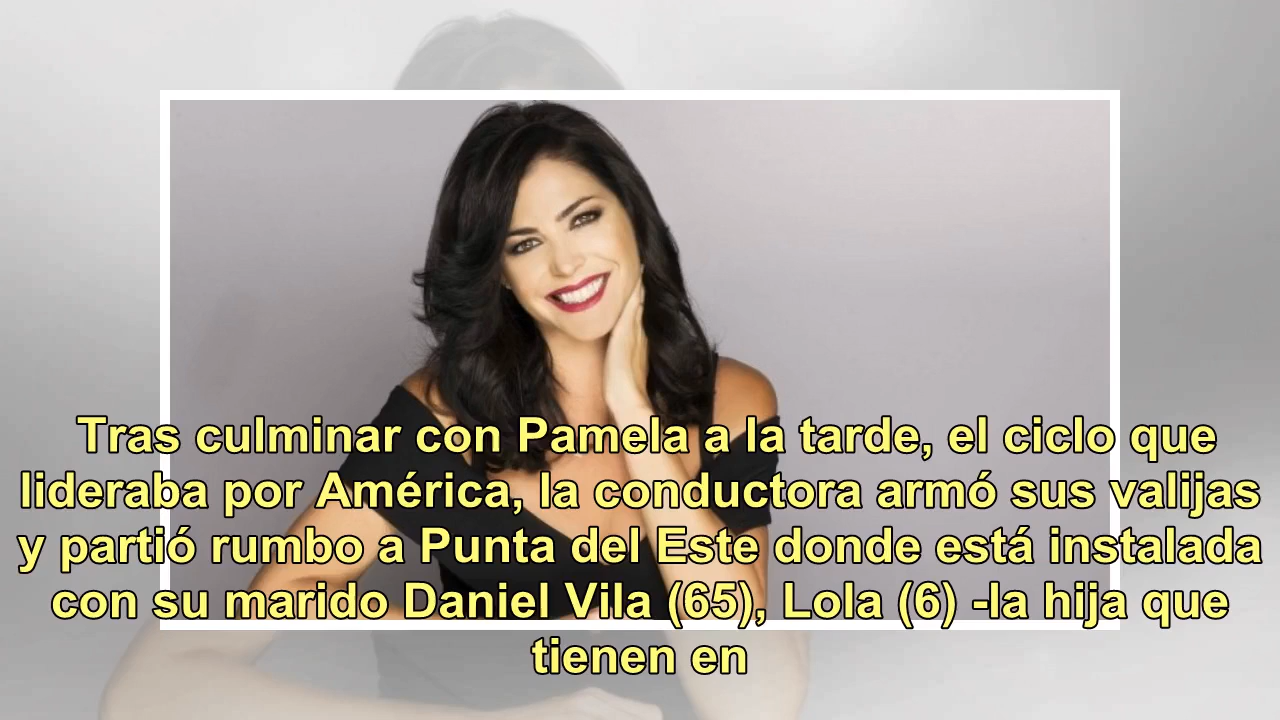 Tras culminar con Pamela a la tarde, el ciclo que
lideraba por América, la conductora armó sus valijas
y partió rumbo a Punta del Este donde está instalada
con su marido Daniel Vila (65), Lola (6) -la hija que
tienen en